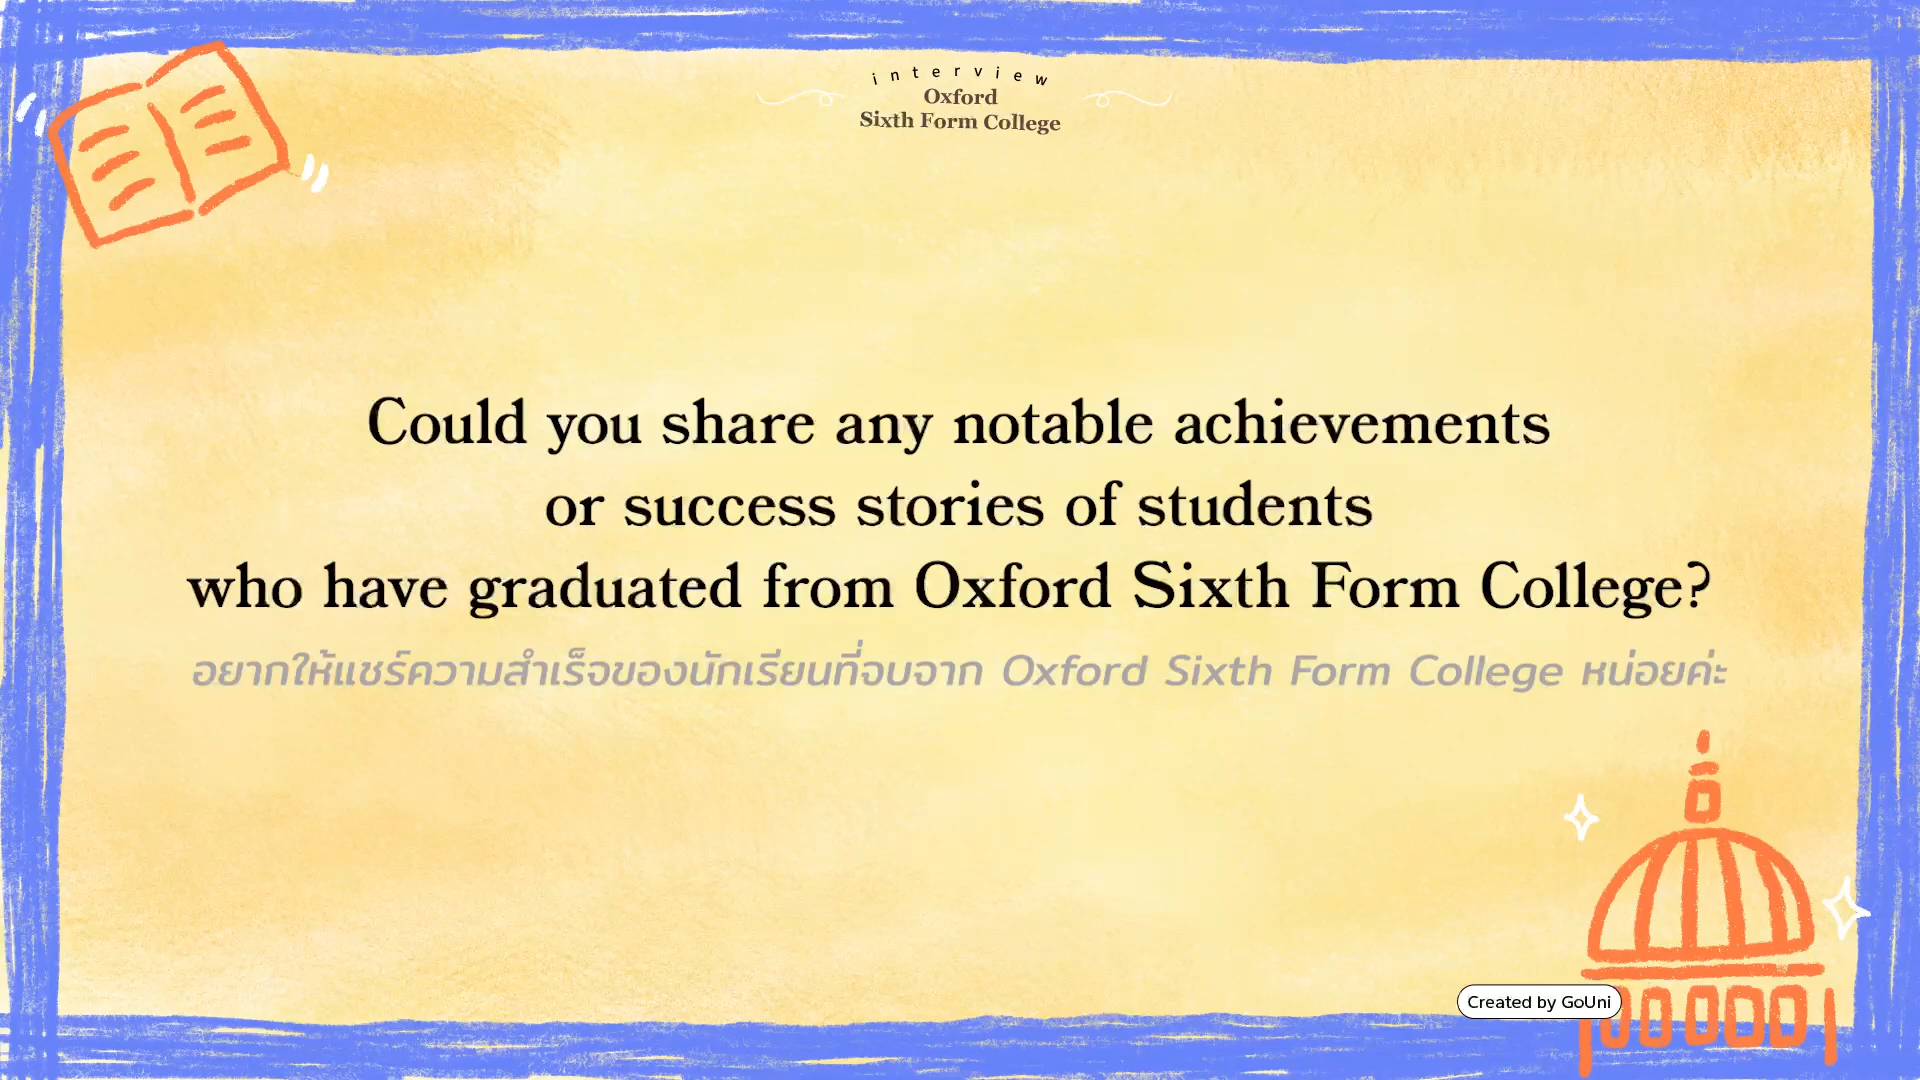 interview
Oxford
Sixth Form College
Could you share any notable achievements
or success stories of students
who have graduated from Oxford Sixth Form College?
อยากให้แชร์ความสำเร็จของนักเรียนที่จบจาก Oxford Sixth Form College หน่อยค่ะ
Created by GoUni